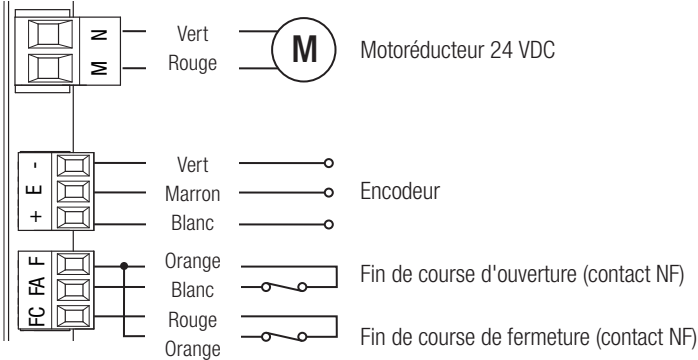 N Vert
M Rouge
M
Motoréducteur 24 VDC
- Vert
E Marron
+ Blanc
Encodeur
F Orange
FA Blanc
FC Rouge
Orange
Fin de course d'ouverture (contact NF)
Fin de course de fermeture (contact NF)